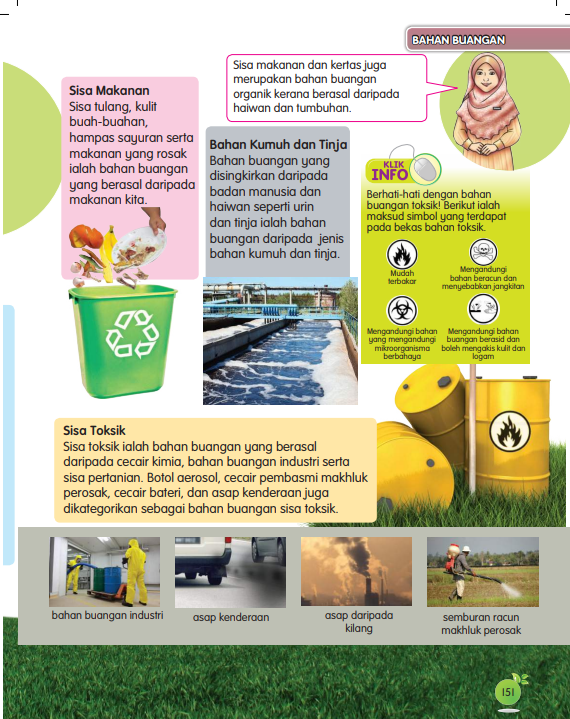 BAHAN BUANGAN
Sisa makanan dan kertas juga
merupakan bahan buangan
organik kerana berasal daripada
haiwan dan tumbuhan.
Sisa Makanan
Sisa tulang, kulit
buah-buahan,
hampas sayuran serta
makanan yang rosak
ialah bahan buangan
yang berasal daripada
makanan kita.
Bahan Kumuh dan Tinja
Bahan buangan yang
disingkirkan daripada
badan manusia dan
haiwan seperti urin
dan tinja ialah bahan
buangan daripada jenis
bahan kumuh dan tinja.
KLIK
INFO
Berhati-hati dengan bahan
buangan toksik! Berikut ialah
maksud simbol yang terdapat
pada bekas bahan toksik.
Mudah
terbakar
Mengandungi
bahan beracun dan
menyebabkan jangkitan
Mengandungi bahan
yang mengandungi
mikroorganisma
berbahaya
Mengandungi bahan
buangan berasid dan
boleh mengakis kulit dan
logam
Sisa Toksik
Sisa toksik ialah bahan buangan yang berasal
daripada cecair kimia, bahan buangan industri serta
sisa pertanian. Botol aerosol, cecair pembasmi makhluk
perosak, cecair bateri, dan asap kenderaan juga
dikategorikan sebagai bahan buangan sisa toksik.
bahan buangan industri
asap kenderaan
asap daripada
kilang
semburan racun
makhluk perosak
151